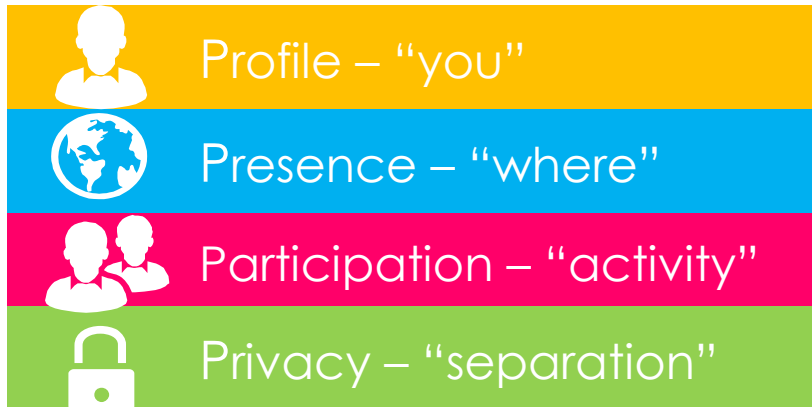 Profile – “you”
Presence – “where”
Participation – “activity”
Privacy – “separation”